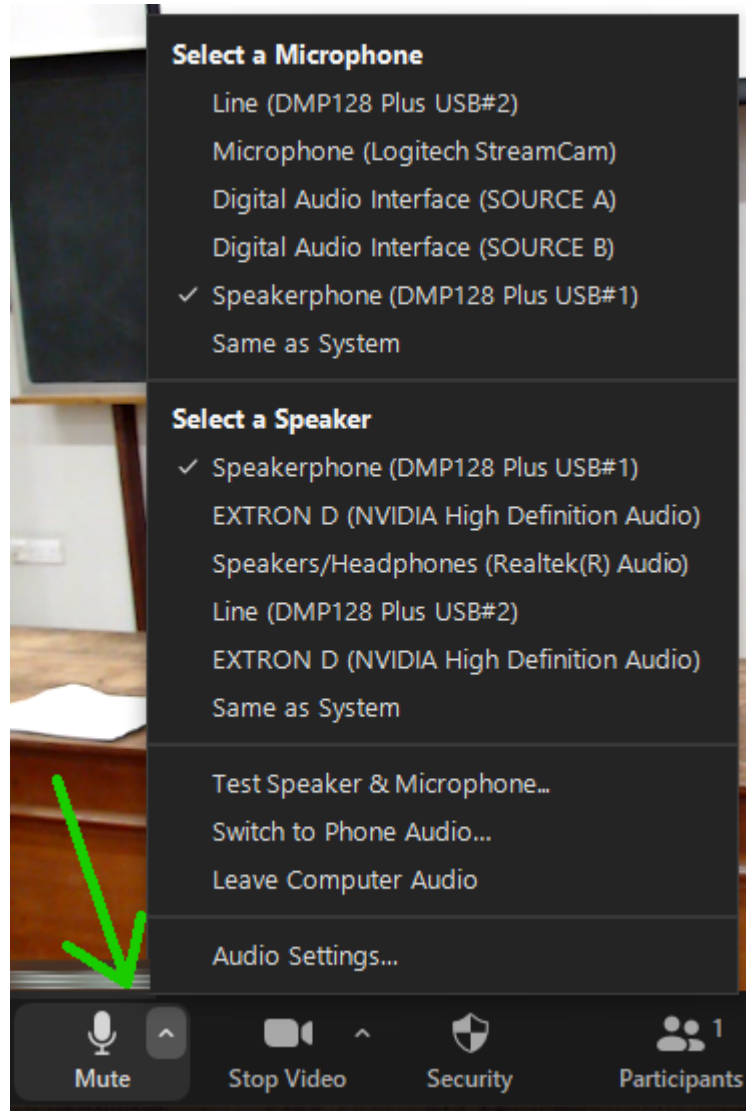 Select a Microphone
Line (DMP128 Plus USB#2)
Microphone (Logitech StreamCam)
Digital Audio Interface (SOURCE A)
Digital Audio Interface (SOURCE B)
Speakerphone (DMP128 Plus USB#1)
Same as System
Select a Speaker
Speakerphone (DMP128 Plus USB#1)
EXTRON D (NVIDIA High Definition Audio)
Speakers/Headphones (Realtek(R) Audio)
Line (DMP128 Plus USB#2)
EXTRON D (NVIDIA High Definition Audio)
Same as System
Test Speaker & Microphone...
Switch to Phone Audio...
Leave Computer Audio
Audio Settings...
1
Mute Stop Video Security Participants